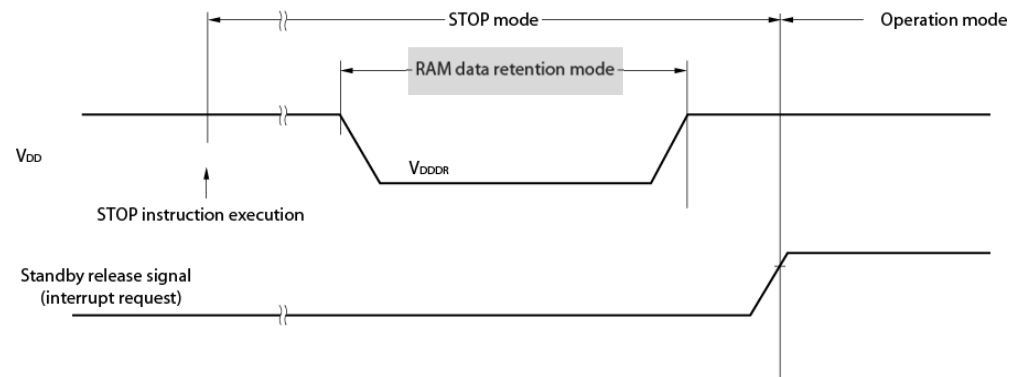 STOP mode
Operation mode
RAM data retention mode
VDD
VDDDR
STOP instruction execution
Standby release signal
(interrupt request)